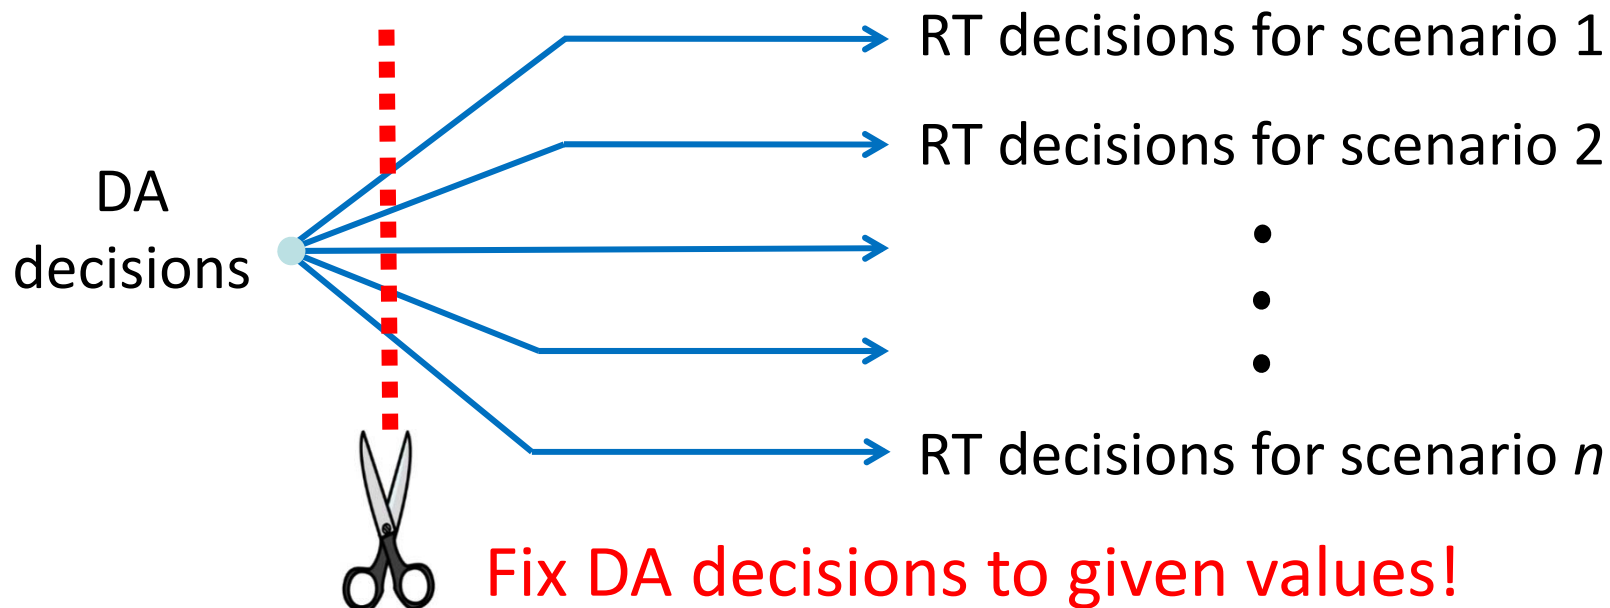 RT decisions for scenario 1
RT decisions for scenario 2
DA
decisions
RT decisions for scenario n
Fix DA decisions to given values!